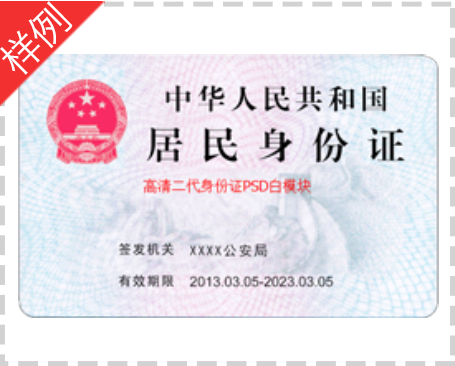 样例
中华人民共和国
居民身份证
高清二代身份证PSD白模块
签发机关 XXXX公安局
有效期限 2013.03.05-2023.03.05